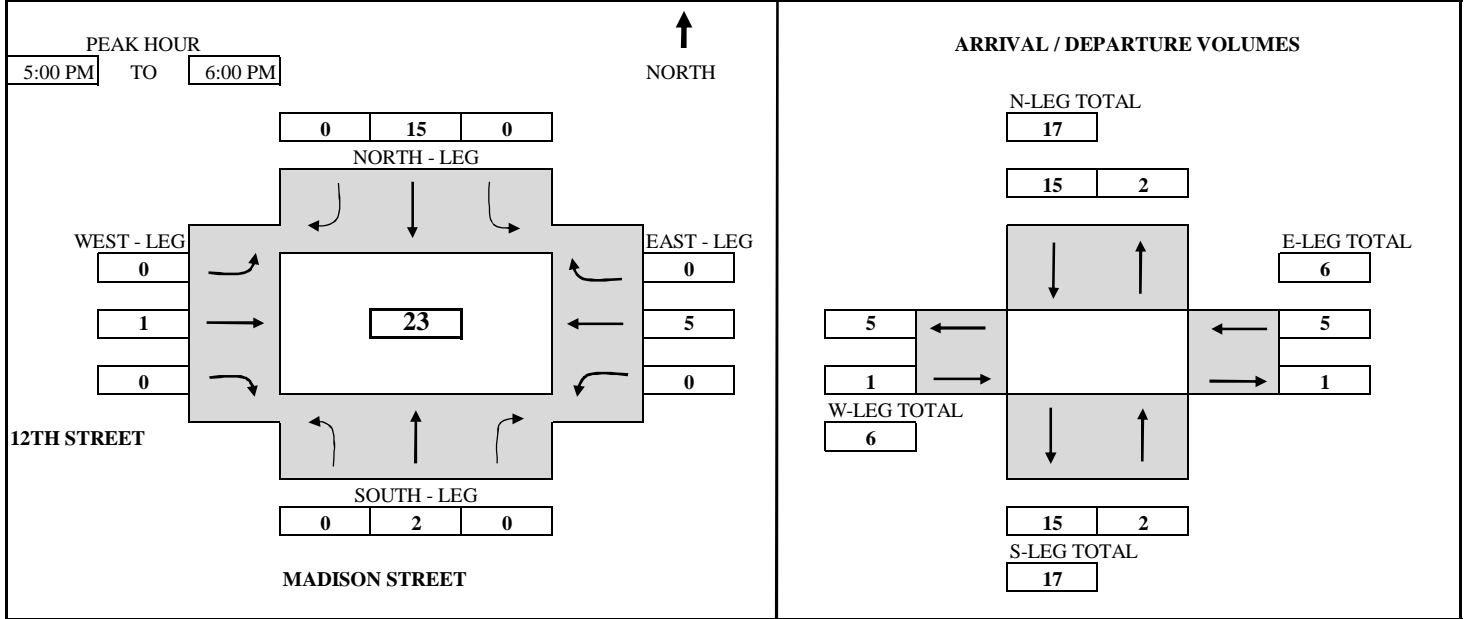 PEAK HOUR
5:00 PM TO 6:00 PM
NORTH
0 15 0
NORTH - LEG
WEST - LEG
EAST - LEG
0 0
1 23 5
0 0
12TH STREET
SOUTH - LEG
0 2 0
MADISON STREET
ARRIVAL / DEPARTURE VOLUMES
N-LEG TOTAL
17
15 2
E-LEG TOTAL
6
5 5
1 1
W-LEG TOTAL
6
15 2
S-LEG TOTAL
17